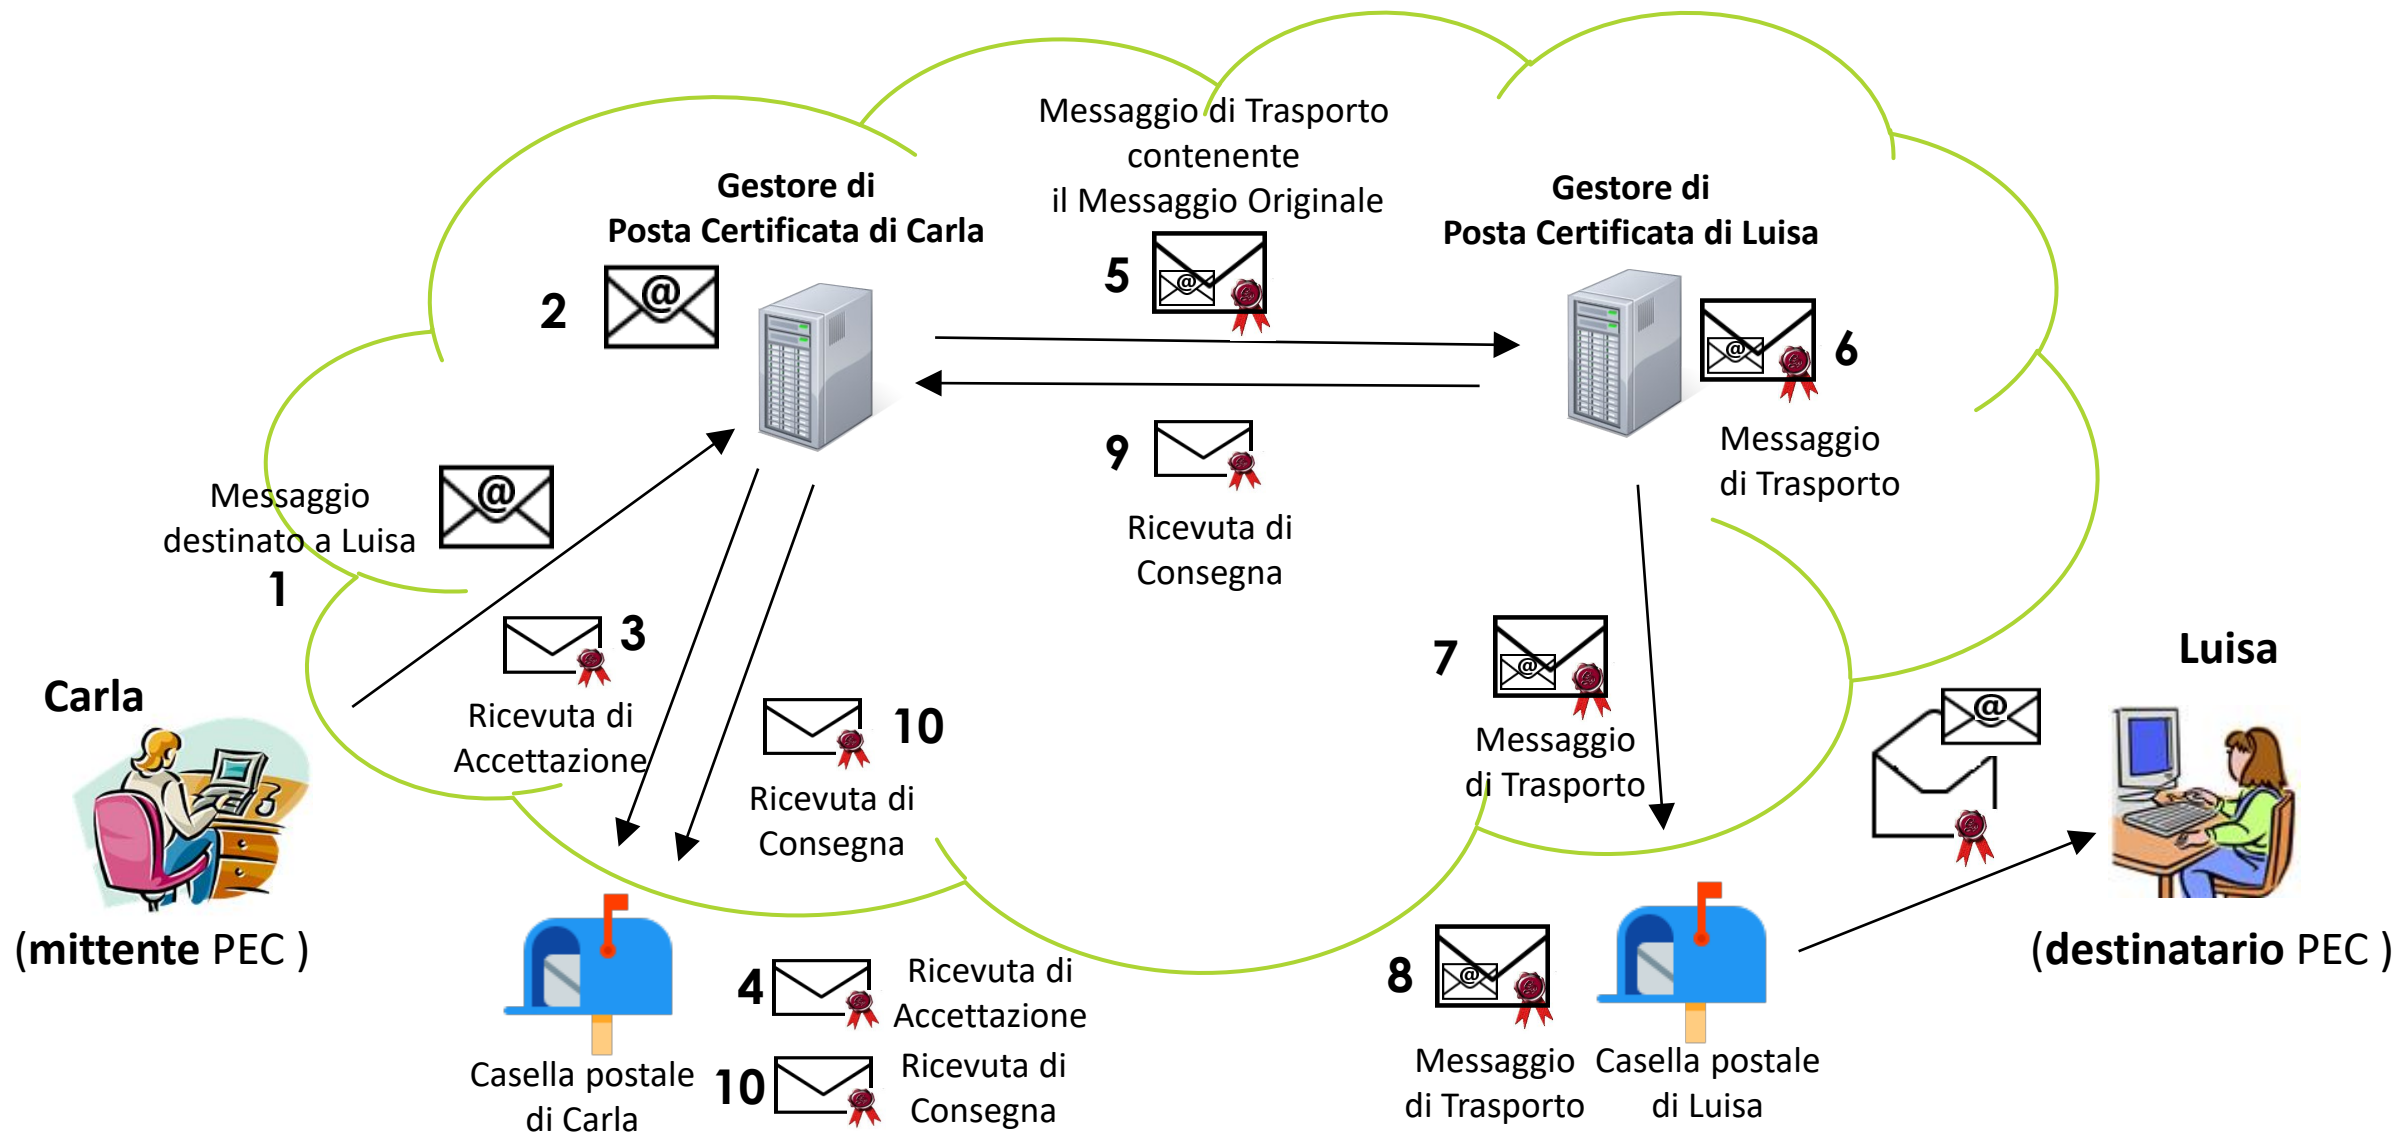 Messaggio di Trasporto
contenente
il Messaggio Originale
Gestore di
Posta Certificata di Carla
Gestore di
Posta Certificata di Luisa
5
2
@
@
@
6
9
Messaggio
di Trasporto
Messaggio
destinato a Luisa
1
@
Ricevuta di
Consegna
3
Ricevuta di
Accettazione
10
Ricevuta di
Consegna
7
@
Messaggio
di Trasporto
Carla
(mittente PEC )
Luisa
@
(destinatario PEC )
4
Ricevuta di
Accettazione
10
Ricevuta di
Consegna
Casella postale
di Carla
8
@
Messaggio
di Trasporto
Casella postale
di Luisa